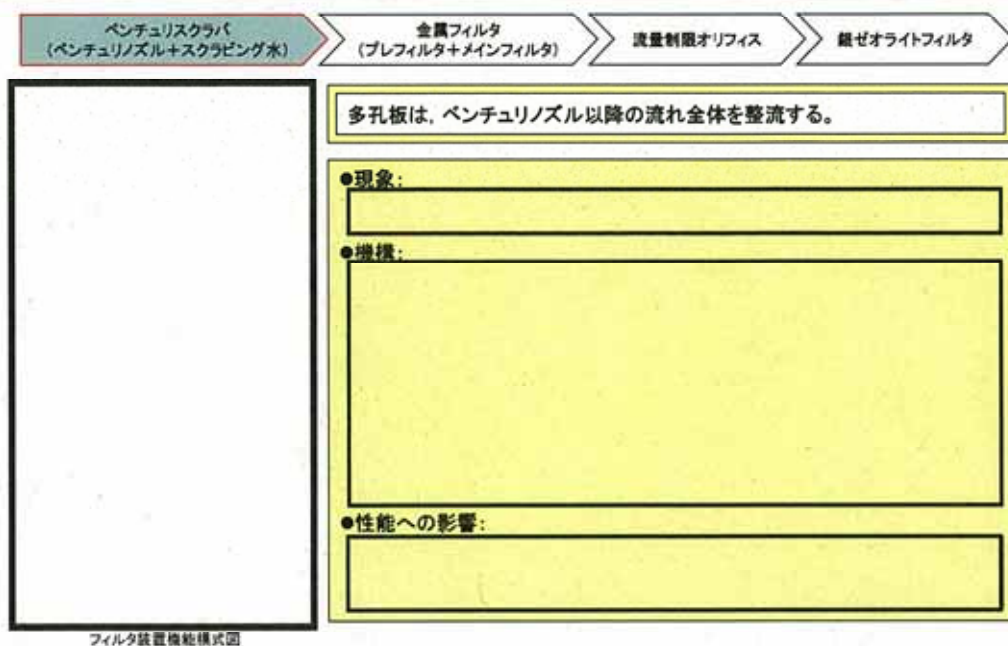 ベンチュリスクラバ
(ベンチュリノズル+スクラビング水)
金属フィルタ
(プレフィルタ+メインフィルタ)
流量制限オリフィス
銀ゼオライトフィルタ
多孔板は,ベンチュリノズル以降の流れ全体を整流する。
●現象:
●機構:
●性能への影響:
フィルタ装置機能模式図